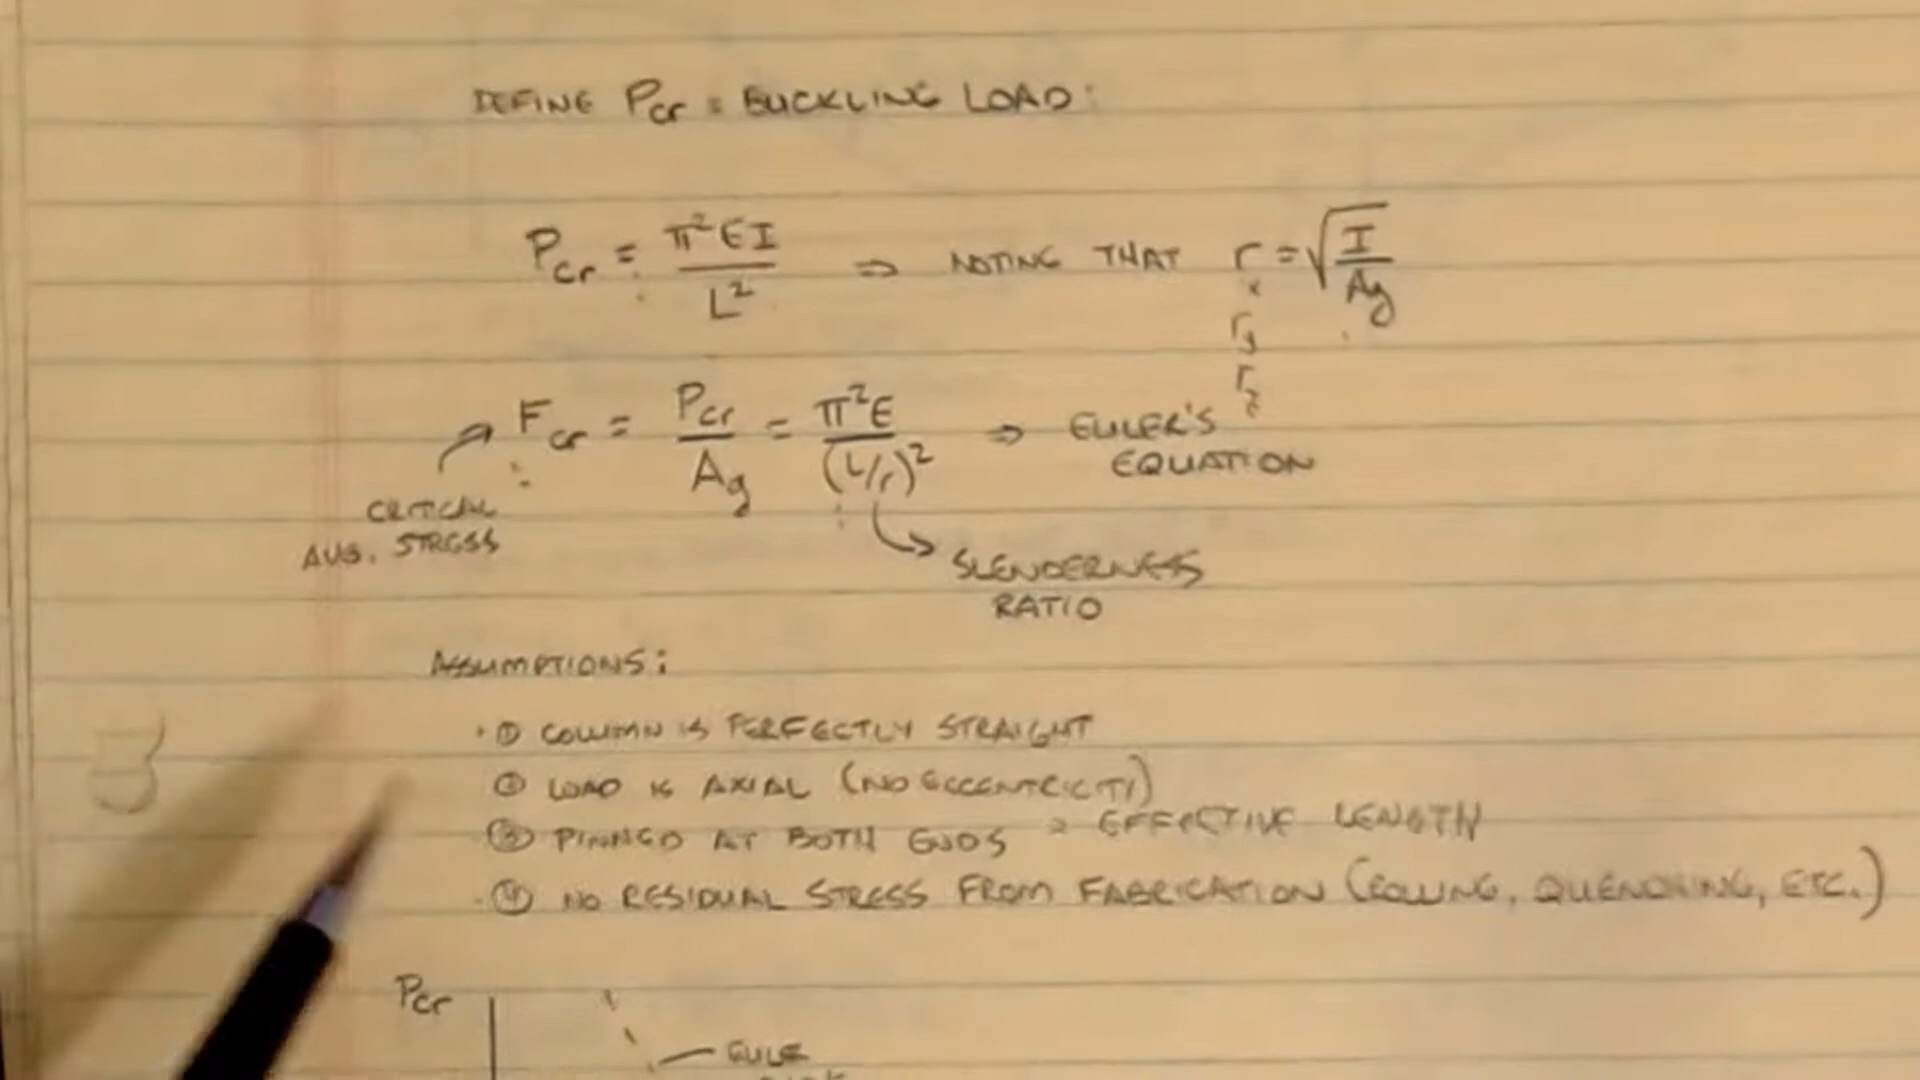 DEFINE Pcr = BUCKLING LOAD:
Pcr = π²EI / L² ⇒ NOTING THAT r = √(I/Ag)
x
ry
rz
Fcr = Pcr / Ag = π²E / (L/r)² ⇒ EULER'S
EQUATION
CRITICAL
AVG. STRESS
SLENDERNESS
RATIO
ASSUMPTIONS:
① COLUMN IS PERFECTLY STRAIGHT
② LOAD IS AXIAL (NO ECCENTRICITY)
③ PINNED AT BOTH ENDS > EFFECTIVE LENGTH
④ NO RESIDUAL STRESS FROM FABRICATION (ROLLING, QUENCHING, ETC.)
Pcr
EULE